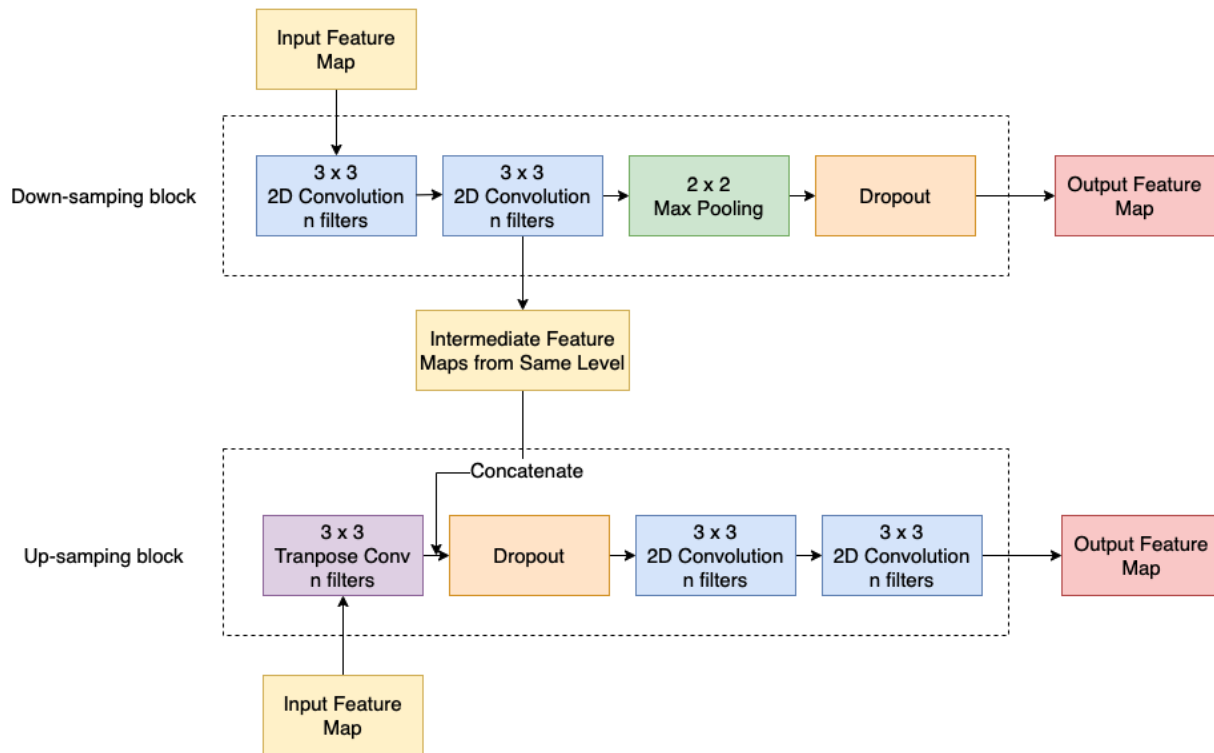 Input Feature
Map
Down-samping block
3 x 3
2D Convolution
n filters
3 x 3
2D Convolution
n filters
2 x 2
Max Pooling
Dropout
Output Feature
Map
Intermediate Feature
Maps from Same Level
Concatenate
Up-samping block
3 x 3
Tranpose Conv
n filters
Dropout
3 x 3
2D Convolution
n filters
3 x 3
2D Convolution
n filters
Output Feature
Map
Input Feature
Map